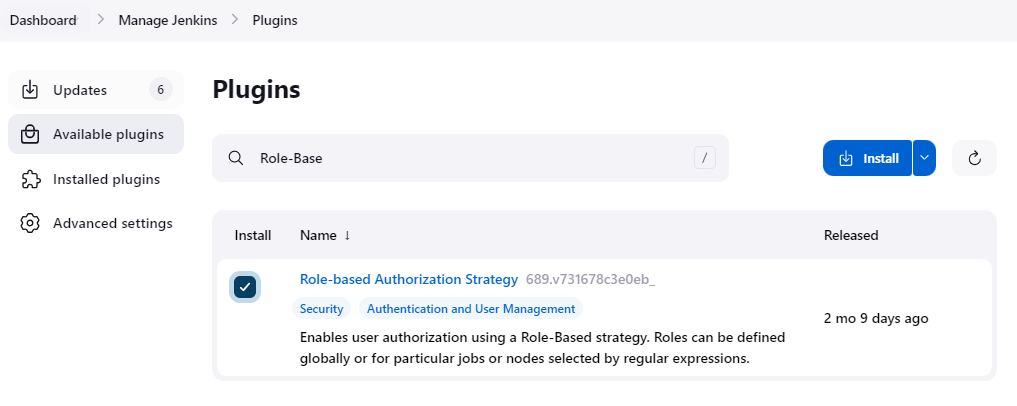 Dashboard > Manage Jenkins > Plugins
Updates 6
Available plugins
Installed plugins
Advanced settings
Plugins
Role-Base /
Install
Install Name ↓ Released
Role-based Authorization Strategy 689.v731678c3e0eb_
Security Authentication and User Management
Enables user authorization using a Role-Based strategy. Roles can be defined
globally or for particular jobs or nodes selected by regular expressions.
2 mo 9 days ago